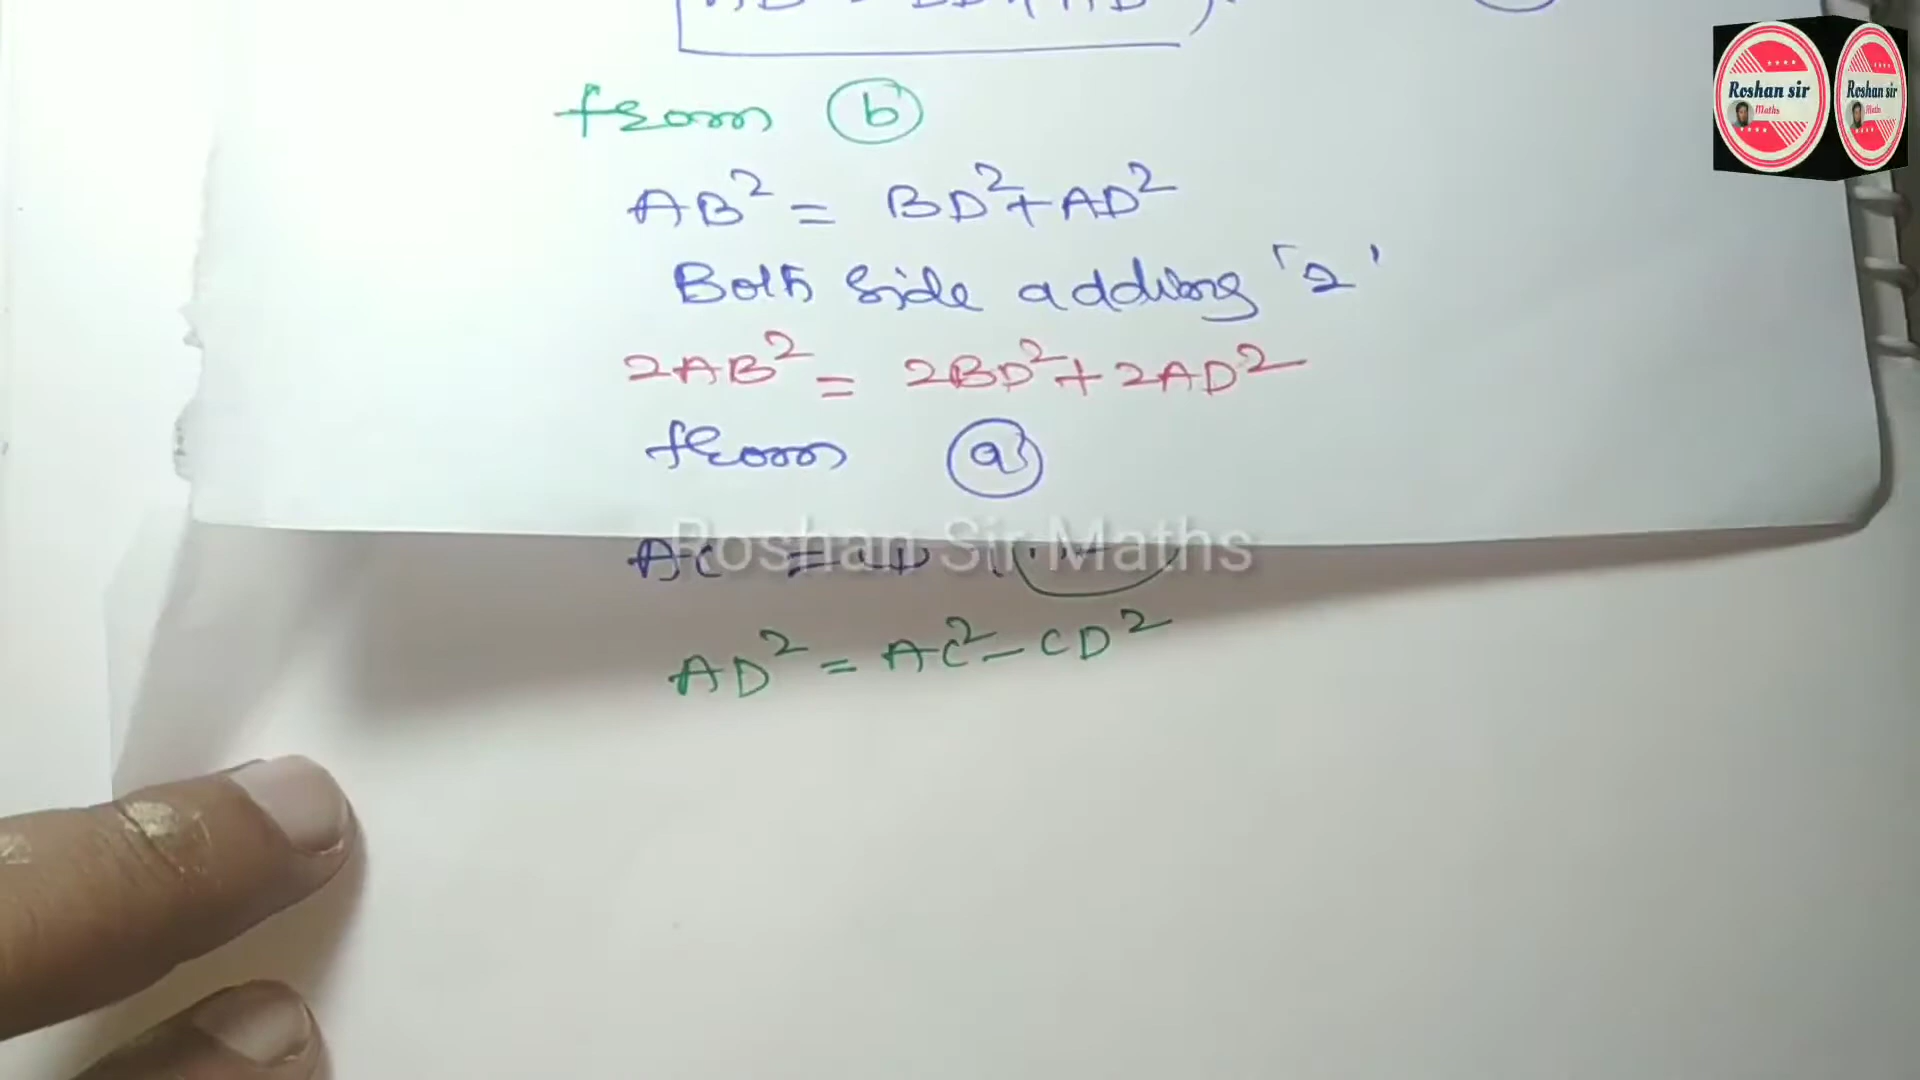 from b
AB² = BD² + AD²
Both side adding '2'
2AB² = 2BD² + 2AD²
from a
AD² = AC² - CD²
Roshan Sir Maths
Roshan sir
Maths
Roshan sir
Maths